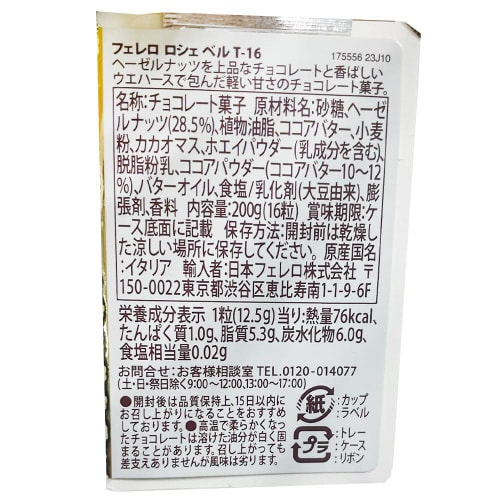 フェレロ ロシェ ベル T-16
175556 23J10
ヘーゼルナッツを上品なチョコレートと香ばしい
ウエハースで包んだ軽い甘さのチョコレート菓子。
名称:チョコレート菓子 原材料名:砂糖、ヘーゼ
ルナッツ(28.5%)、植物油脂、ココアバター、小麦
粉、カカオマス、ホエイパウダー(乳成分を含む)、
脱脂粉乳、ココアパウダー(ココアバター10〜12
%)、バターオイル、食塩/乳化剤(大豆由来)、膨
張剤、香料 内容量:200g(16粒) 賞味期限:ケ
ース底面に記載 保存方法:開封前は乾燥し
た涼しい場所に保存してください。原産国名
:イタリア 輸入者:日本フェレロ株式会社 〒
150-0022東京都渋谷区恵比寿南1-1-9-6F
栄養成分表示 1粒(12.5g)当り:熱量76kcal、
たんぱく質1.0g、脂質5.3g、炭水化物6.0g、
食塩相当量0.02g
お問合せ:お客様相談室 TEL.0120-014077
(土・日・祭日除く9:00〜12:00、13:00〜17:00)
●開封後は品質保持上、15日以内に
お召し上がりになることをおすすめ
しております。●高温で柔らかくなっ
たチョコレートは溶けた油分が白く固
まることがあります。召し上がっても
差支えありませんが風味は劣ります。
紙
:カップ
ラベル
プラ
:トレー
ケース
リボン